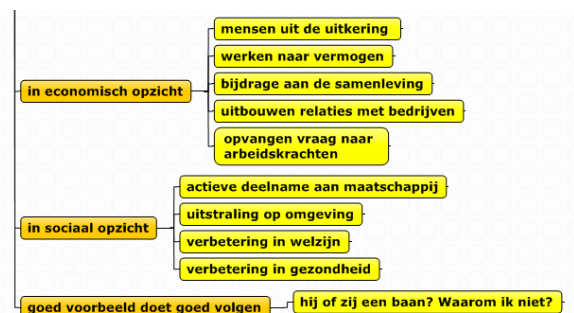 mensen uit de uitkering
werken naar vermogen
in economisch opzicht
bijdrage aan de samenleving
uitbouwen relaties met bedrijven
opvangen vraag naar
arbeidskrachten
actieve deelname aan maatschappij
uitstraling op omgeving
in sociaal opzicht
verbetering in welzijn
verbetering in gezondheid
goed voorbeeld doet goed volgen
hij of zij een baan? Waarom ik niet?